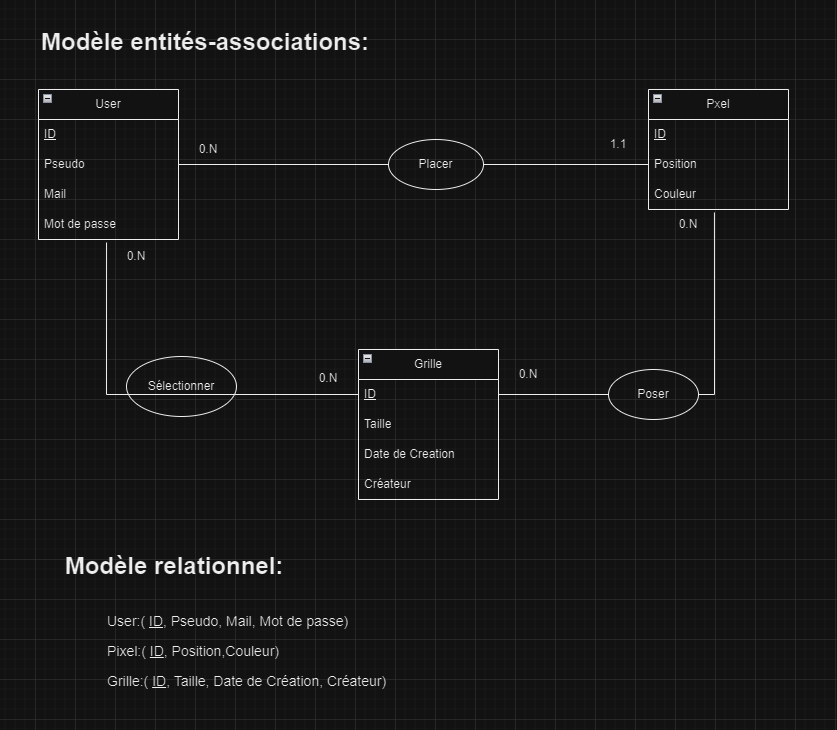 Modèle entités-associations:
User
Pxel
ID
Pseudo
Mail
Mot de passe
0.N
Placer
1.1
ID
Position
Couleur
0.N
0.N
Sélectionner
0.N
Grille
ID
Taille
Date de Creation
Créateur
0.N
Poser
Modèle relationnel:
User:( ID, Pseudo, Mail, Mot de passe)
Pixel:( ID, Position,Couleur)
Grille:( ID, Taille, Date de Création, Créateur)